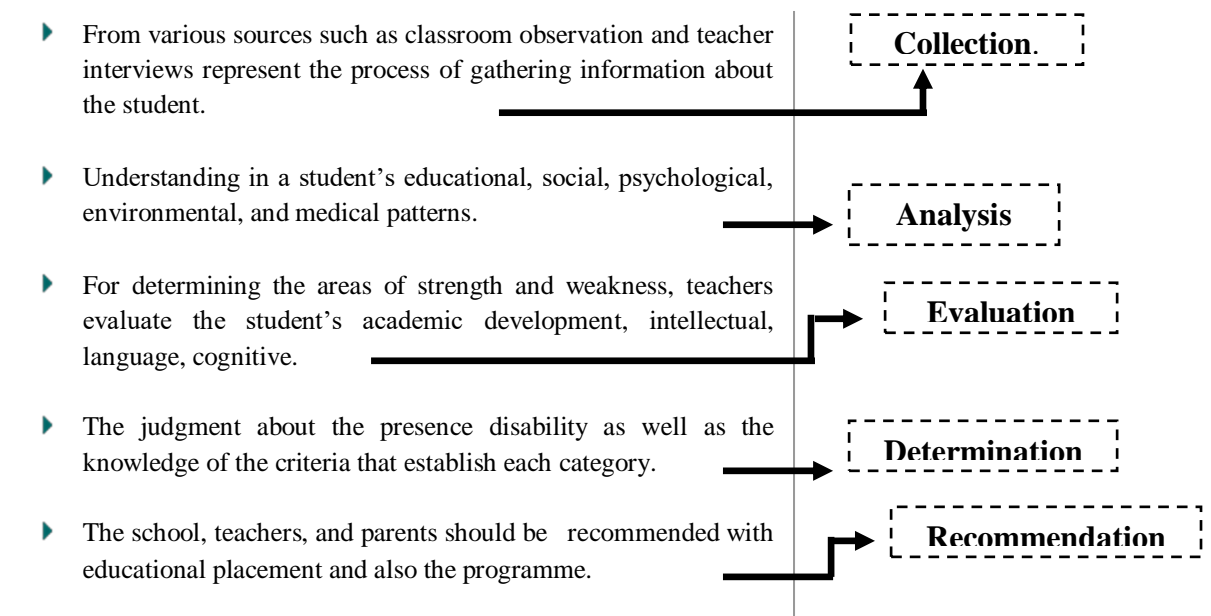 From various sources such as classroom observation and teacher
interviews represent the process of gathering information about
the student.
Collection.
Understanding in a student's educational, social, psychological,
environmental, and medical patterns.
Analysis
For determining the areas of strength and weakness, teachers
evaluate the student's academic development, intellectual,
language, cognitive.
Evaluation
The judgment about the presence disability as well as the
knowledge of the criteria that establish each category.
Determination
The school, teachers, and parents should be recommended with
educational placement and also the programme.
Recommendation